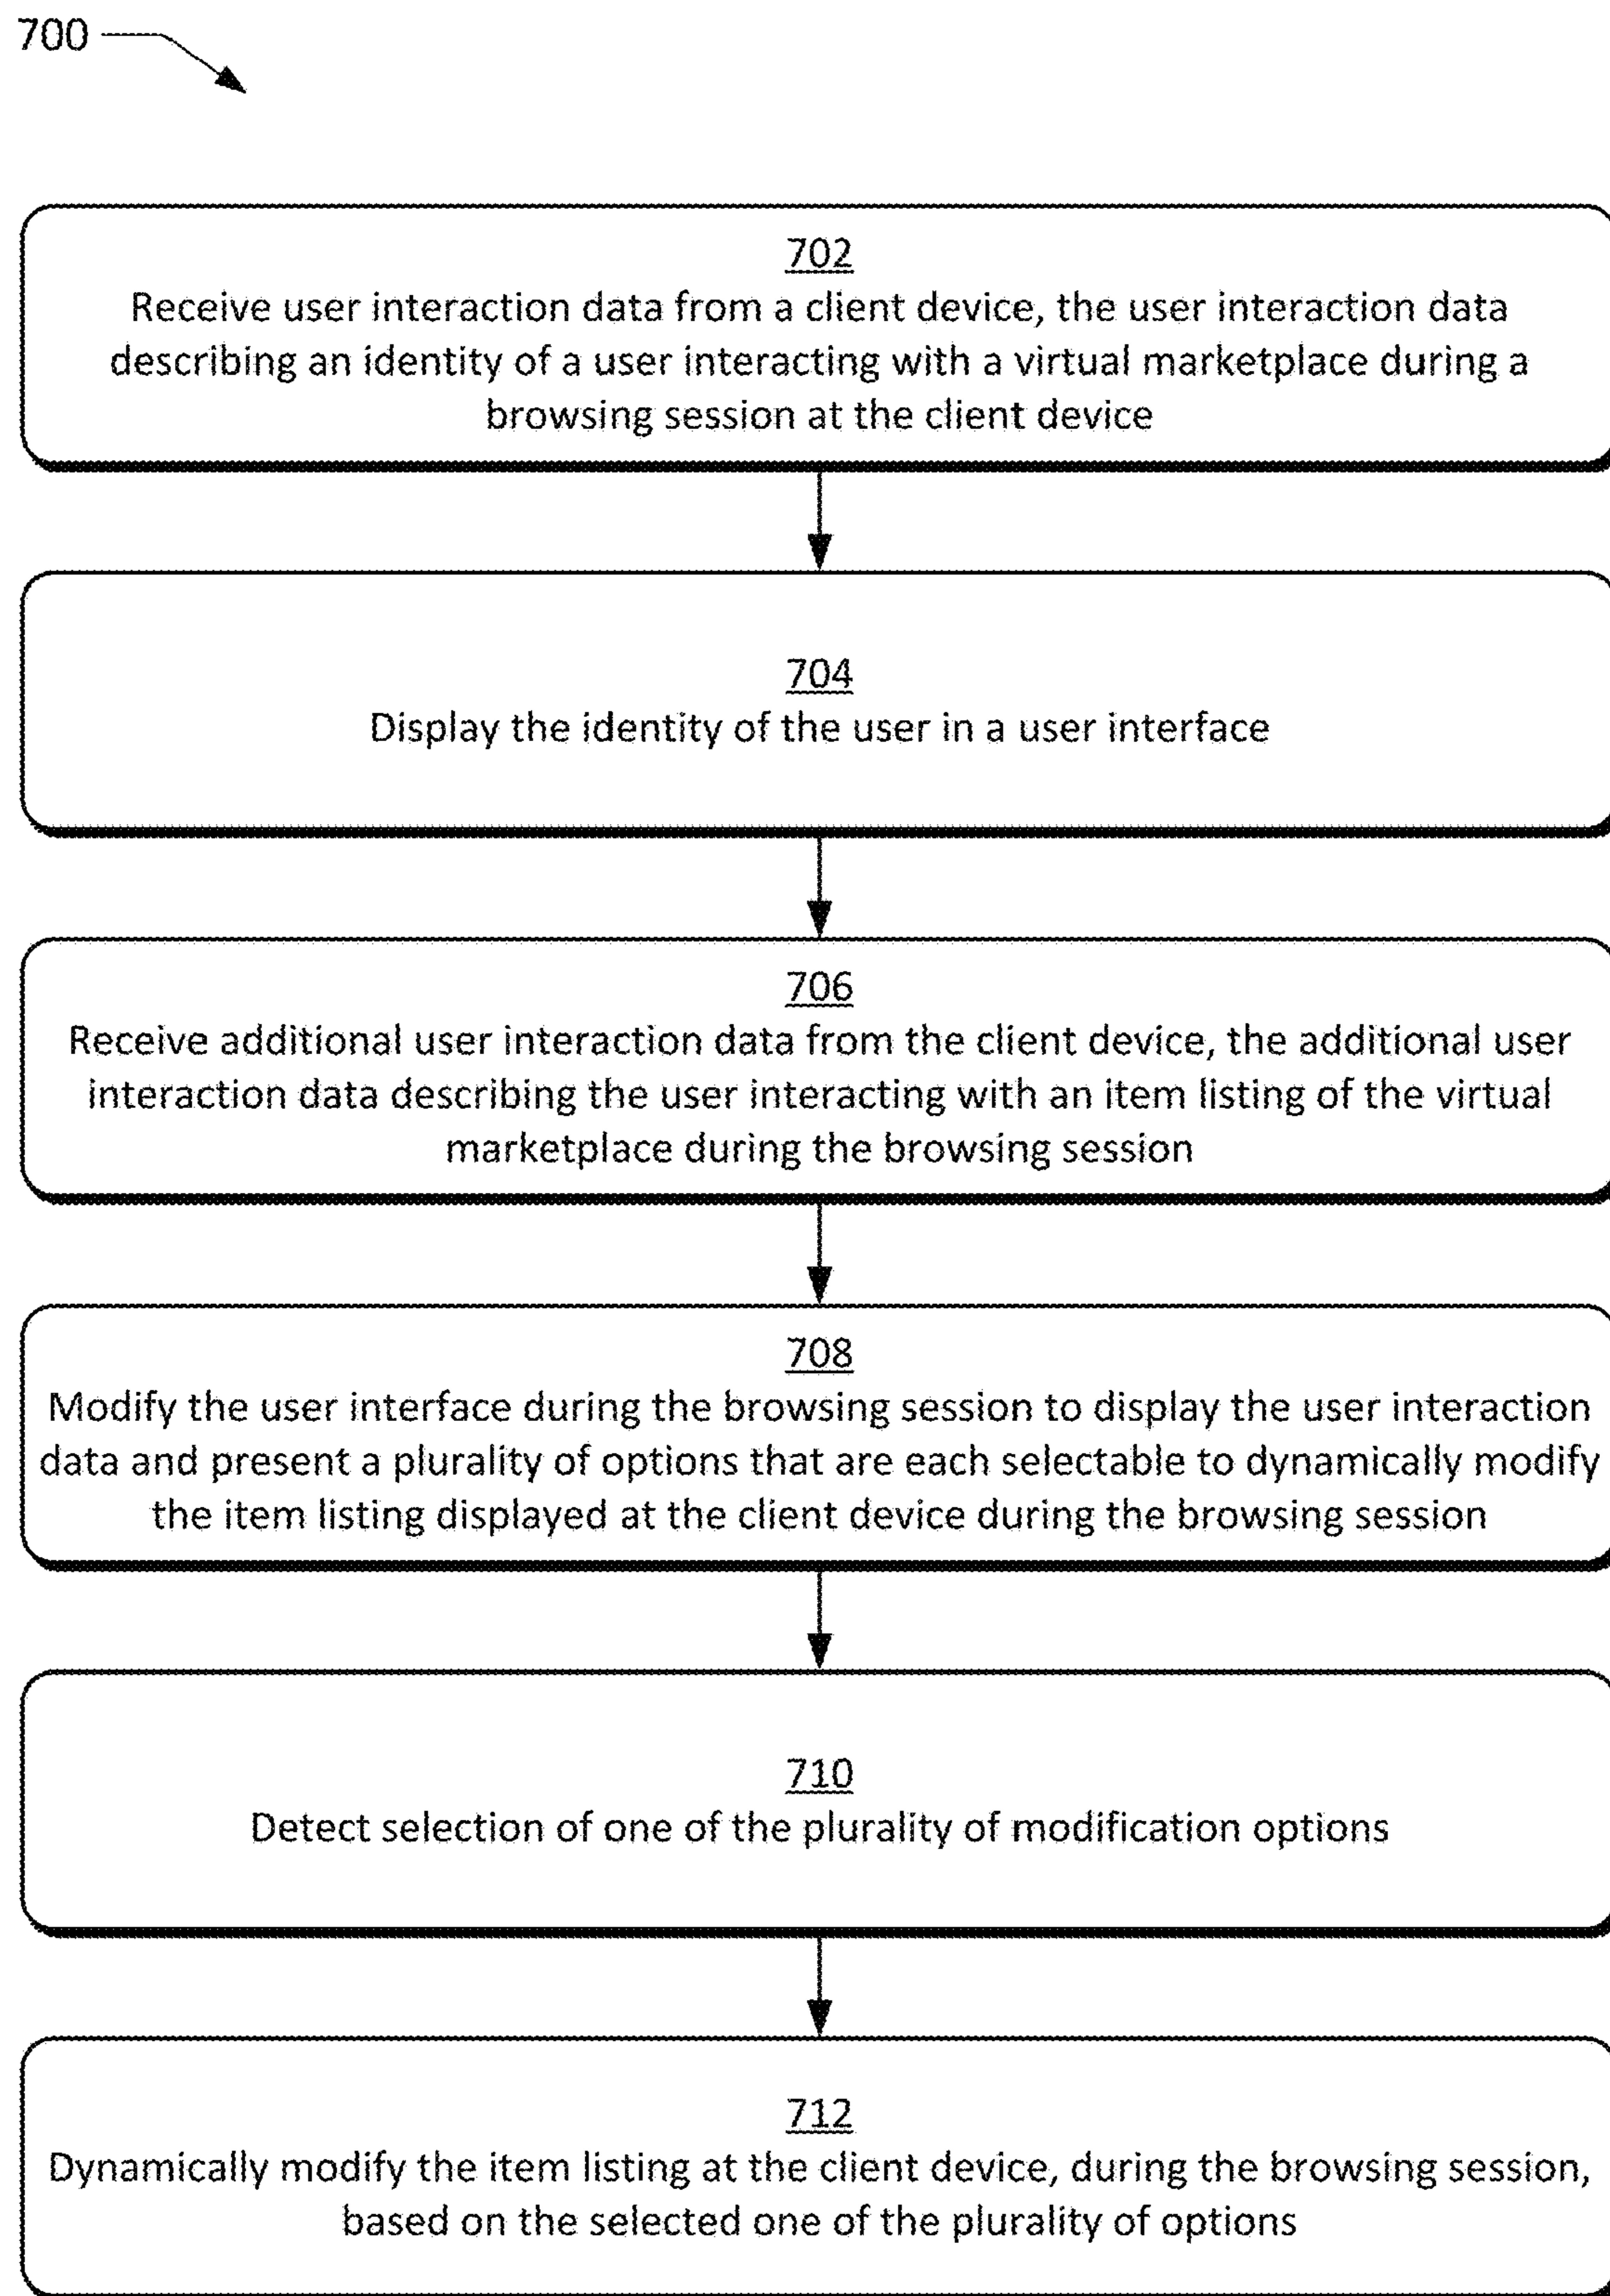 700
702
Receive user interaction data from a client device, the user interaction data
describing an identity of a user interacting with a virtual marketplace during a
browsing session at the client device
704
Display the identity of the user in a user interface
706
Receive additional user interaction data from the client device, the additional user
interaction data describing the user interacting with an item listing of the virtual
marketplace during the browsing session
708
Modify the user interface during the browsing session to display the user interaction
data and present a plurality of options that are each selectable to dynamically modify
the item listing displayed at the client device during the browsing session
710
Detect selection of one of the plurality of modification options
712
Dynamically modify the item listing at the client device, during the browsing session,
based on the selected one of the plurality of options